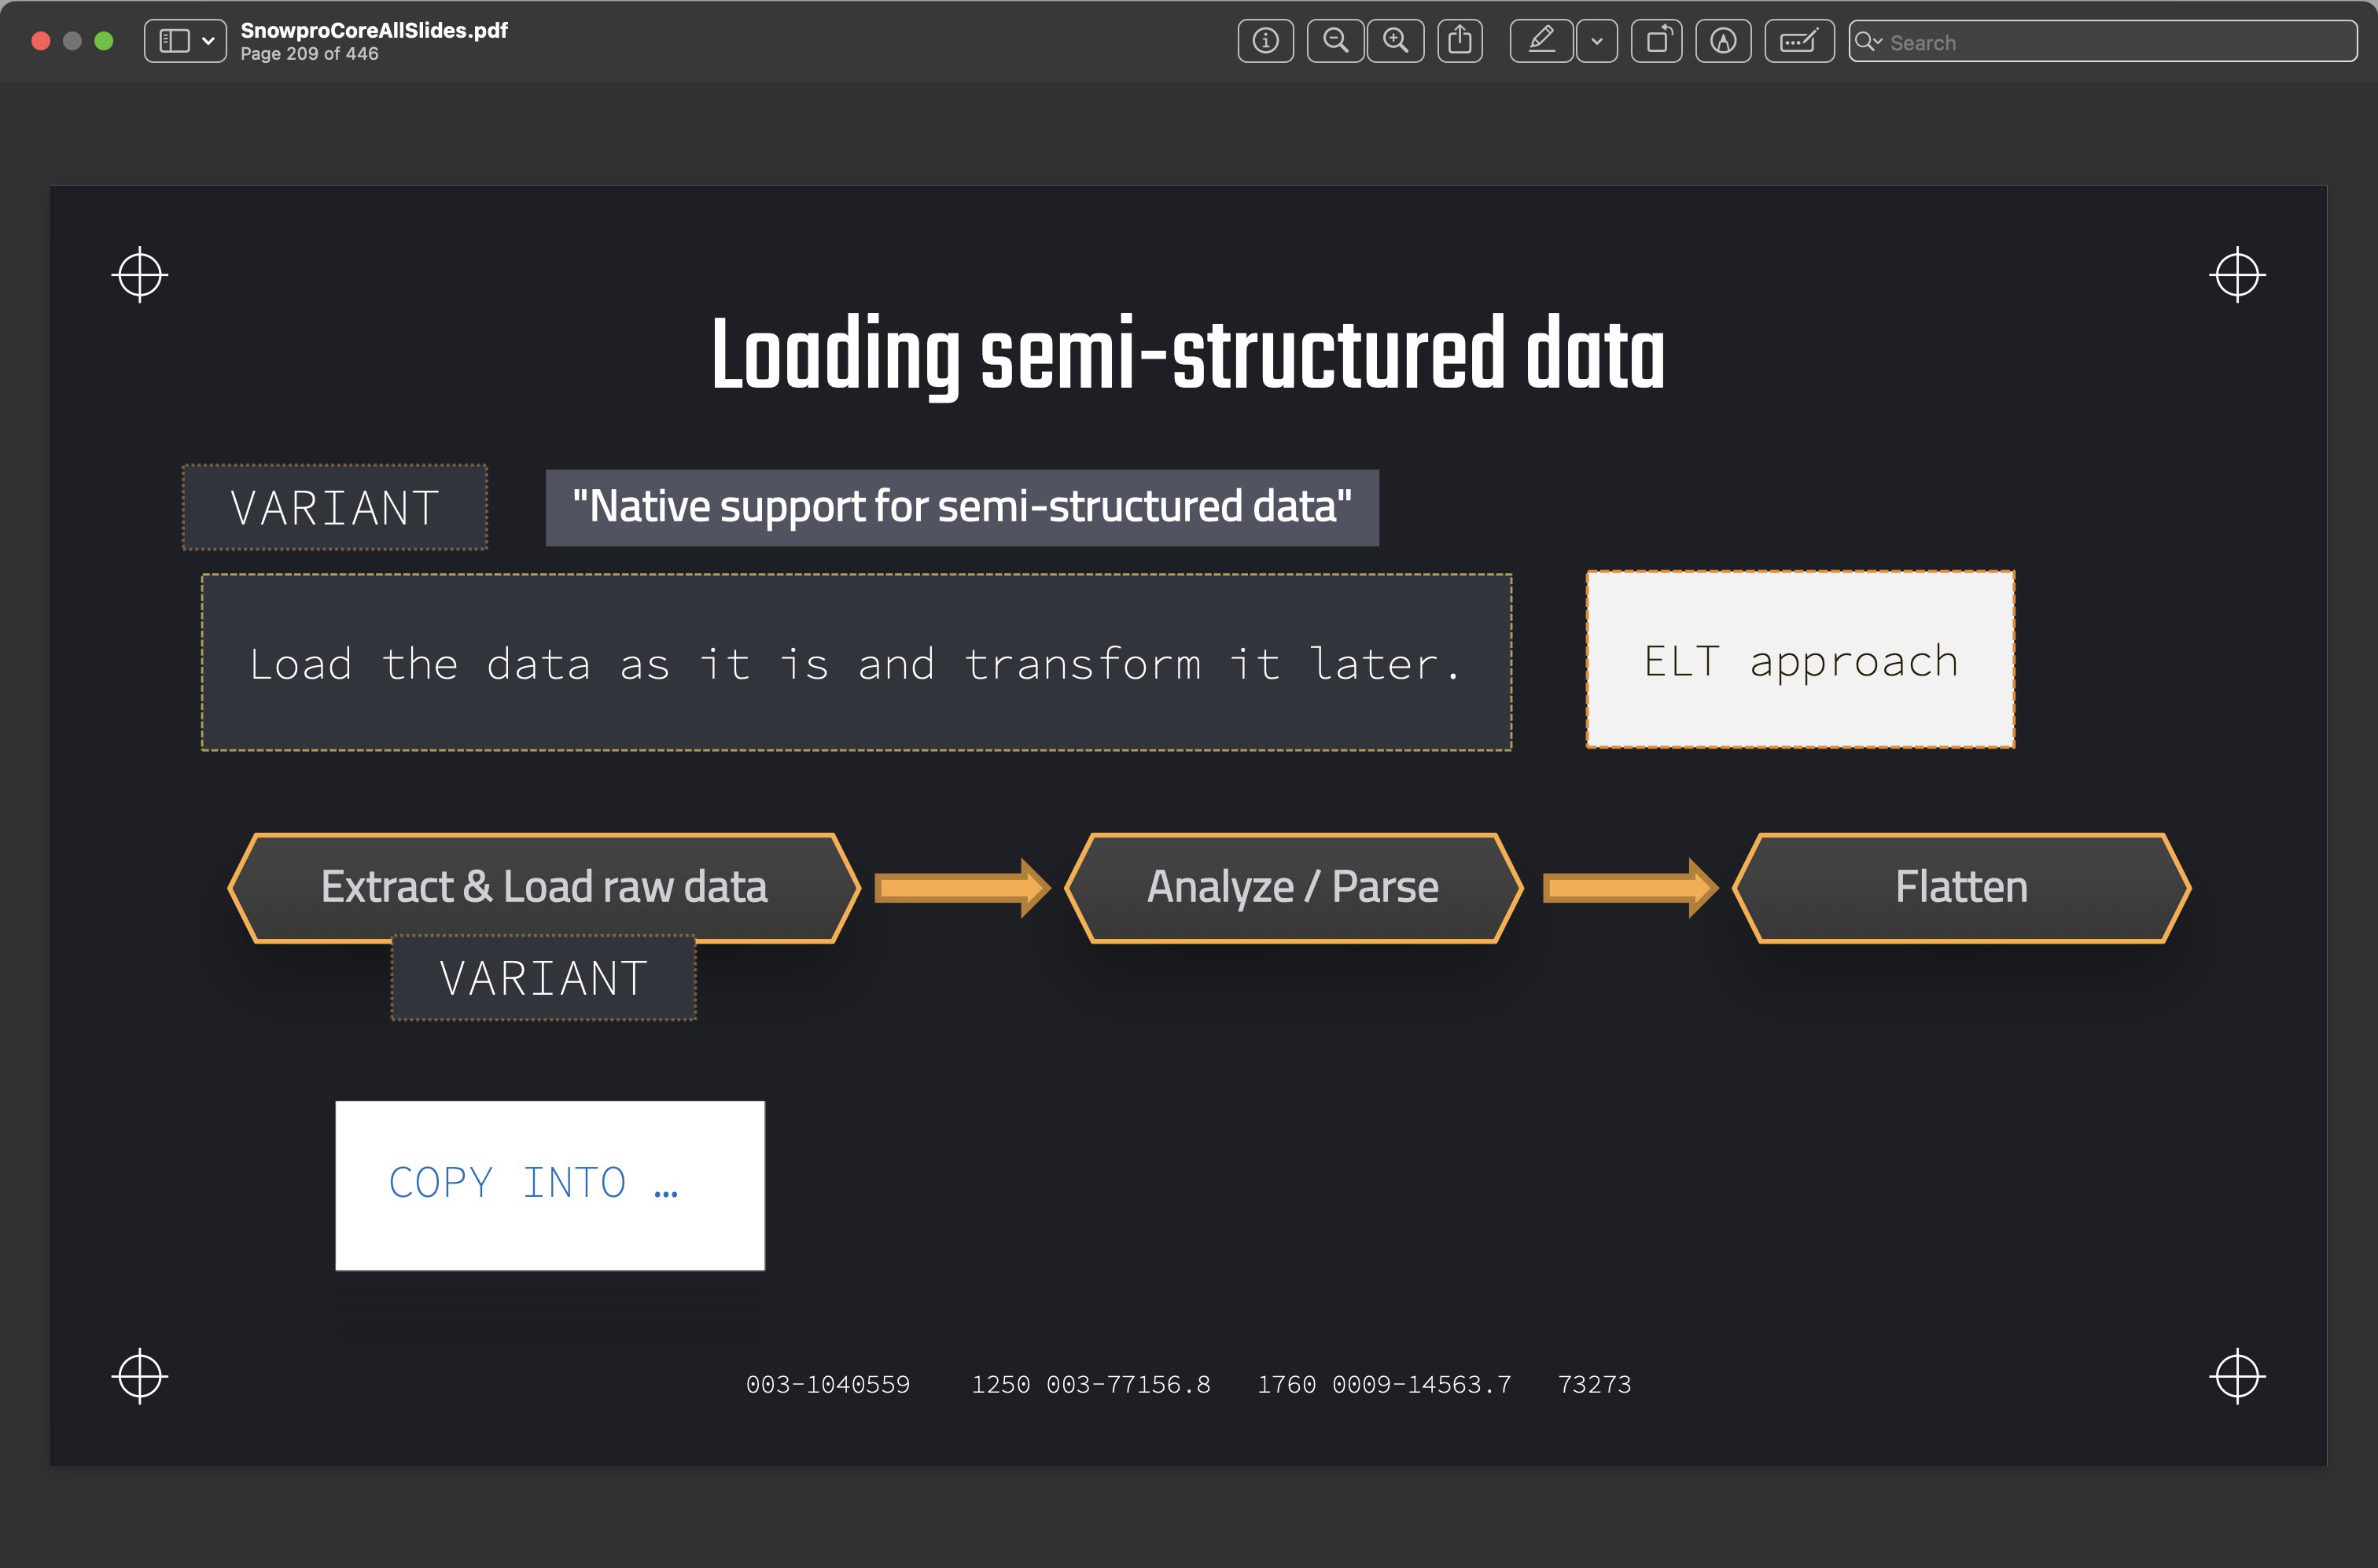 SnowproCoreAllSlides.pdf
Page 209 of 446
Search
Loading semi-structured data
VARIANT
"Native support for semi-structured data"
Load the data as it is and transform it later.
ELT approach
Extract & Load raw data
Analyze / Parse
Flatten
VARIANT
COPY INTO …
003-1040559 1250 003-77156.8 1760 0009-14563.7 73273